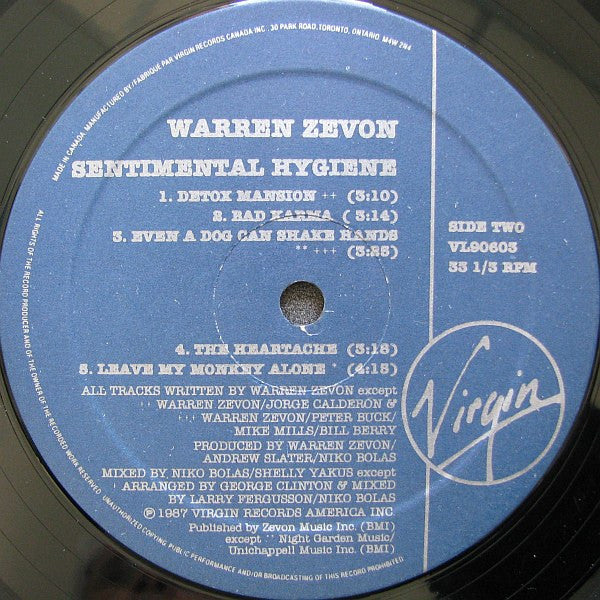 MADE IN CANADA. MANUFACTURED BY/FABRIQUE PAR VIRGIN RECORDS CANADA INC. 30 PARK ROAD, TORONTO, ONTARIO. M4W 2N4
WARREN ZEVON
SENTIMENTAL HYGIENE
1. DETOX MANSION ++ (3:10)
2. BAD KARMA (3:14)
3. EVEN A DOG CAN SHAKE HANDS
** +++ (3:25)
SIDE TWO
VL90603
33 1/3 RPM
4. THE HEARTACHE (3:18)
5. LEAVE MY MONKEY ALONE * (4:15)
ALL TRACKS WRITTEN BY WARREN ZEVON except
++ WARREN ZEVON/JORGE CALDERON &
+++ WARREN ZEVON/PETER BUCK/
MIKE MILLS/BILL BERRY
PRODUCED BY WARREN ZEVON/
ANDREW SLATER/NIKO BOLAS
MIXED BY NIKO BOLAS/SHELLY YAKUS except
* ARRANGED BY GEORGE CLINTON & MIXED
BY LARRY FERGUSSON/NIKO BOLAS
℗ 1987 VIRGIN RECORDS AMERICA INC.
Published by Zevon Music Inc. (BMI)
except ** Night Garden Music/
Unichappell Music Inc. (BMI)
Virgin
ALL RIGHTS OF THE RECORD PRODUCER AND OF THE OWNER OF THE RECORDED WORK RESERVED. UNAUTHORIZED COPYING, PUBLIC PERFORMANCE AND/OR BROADCASTING OF THIS RECORD PROHIBITED